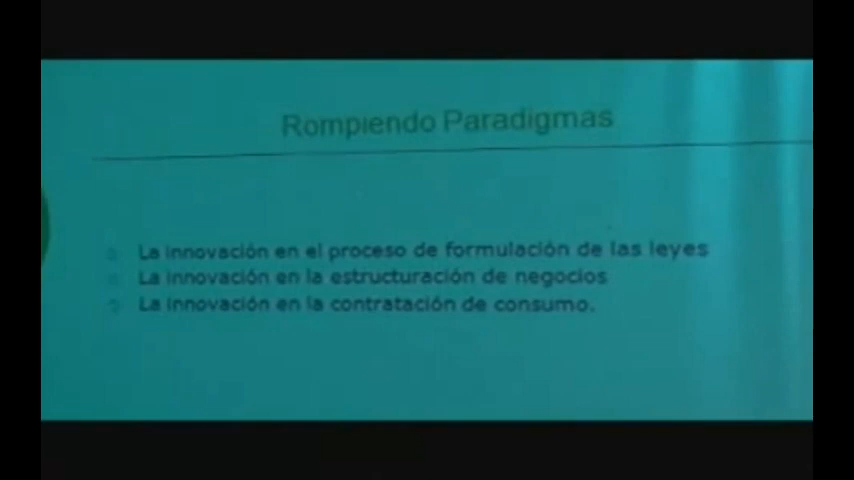 Rompiendo Paradigmas
La innovación en el proceso de formulación de las leyes
La innovación en la estructuración de negocios
La innovación en la contratación de consumo.